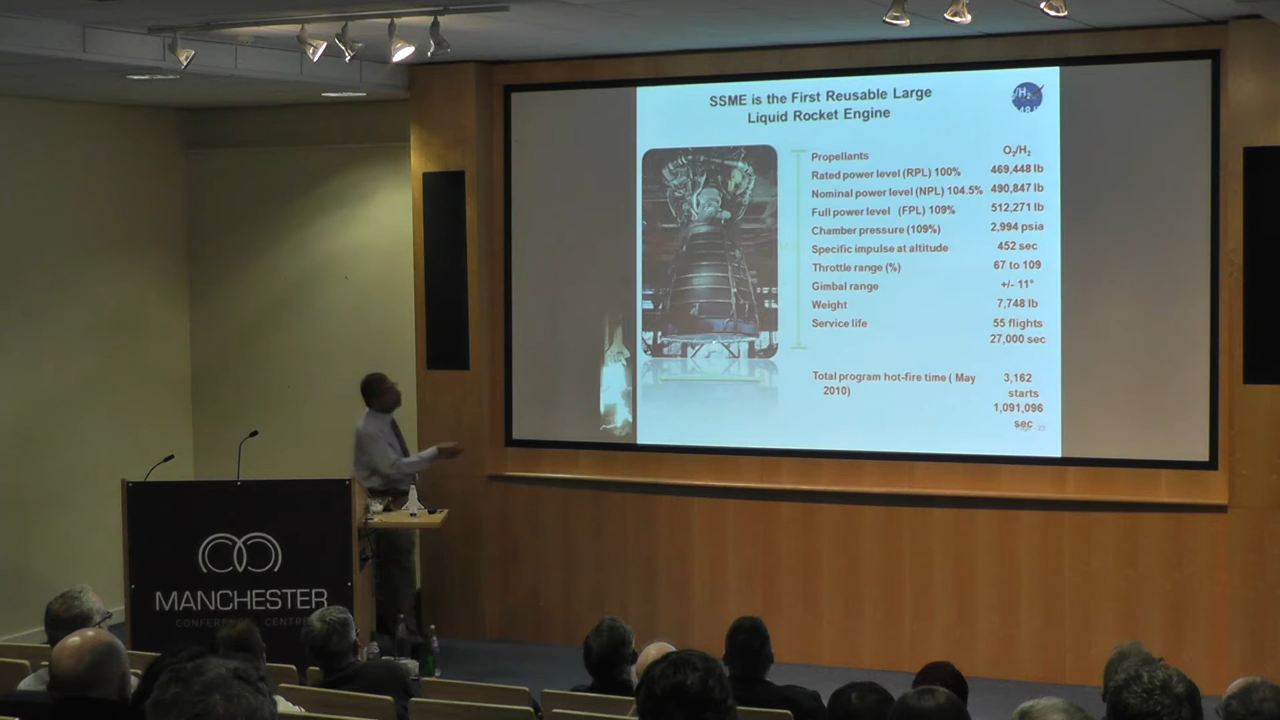 SSME is the First Reusable Large
Liquid Rocket Engine
Propellants O2/H2
Rated power level (RPL) 100% 469,448 lb
Nominal power level (NPL) 104.5% 490,847 lb
Full power level (FPL) 109% 512,271 lb
Chamber pressure (109%) 2,994 psia
Specific impulse at altitude 452 sec
Throttle range (%) 67 to 109
Gimbal range +/- 11°
Weight 7,748 lb
Service life 55 flights
27,000 sec
Total program hot-fire time ( May 3,162
2010) starts
1,091,096
sec
23
MANCHESTER
CONFERENCE CENTRE